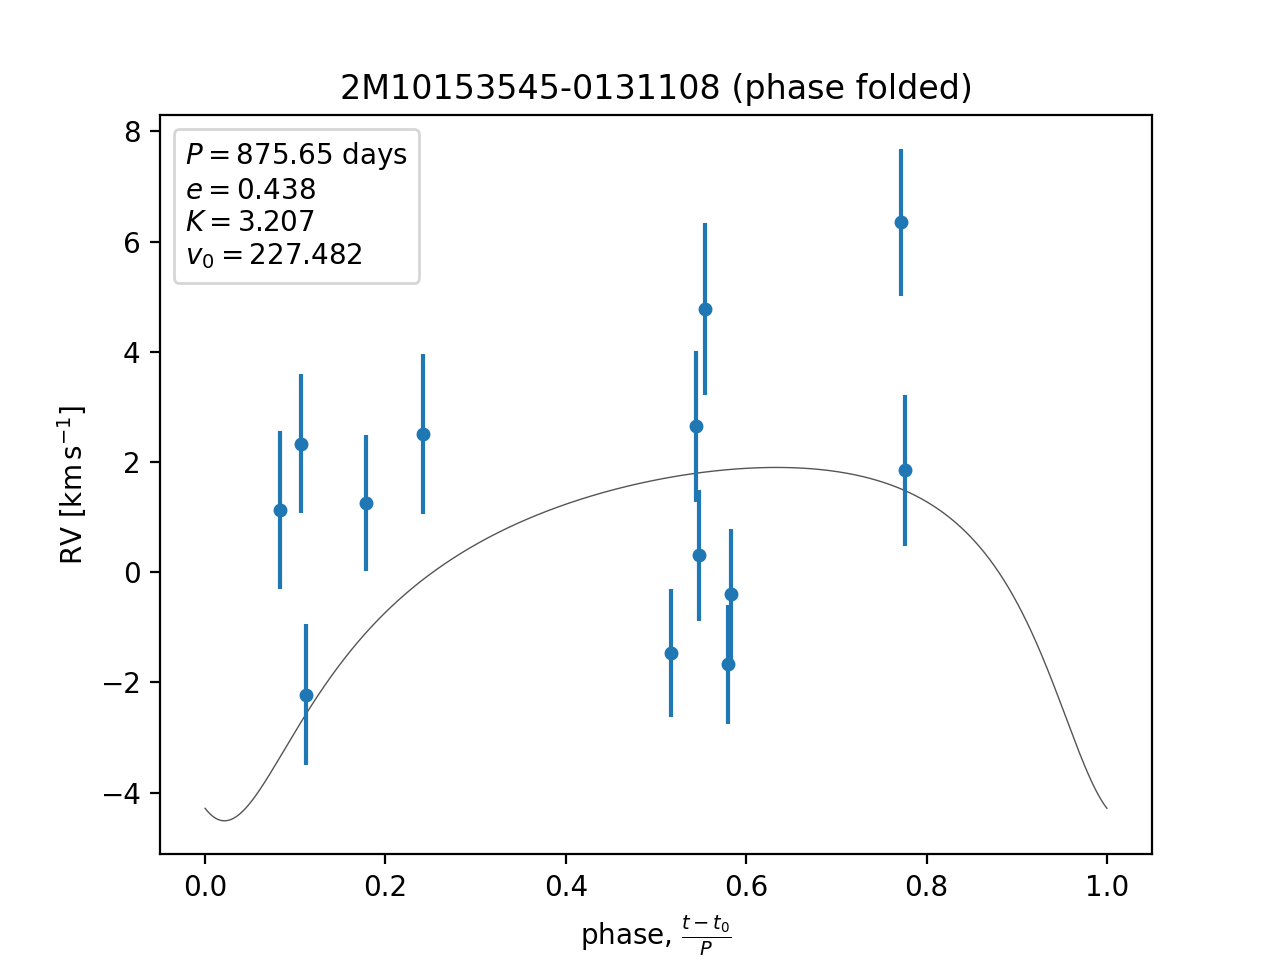 2M10153545-0131108 (phase folded)
P = 875.65 days
e = 0.438
K = 3.207
v₀ = 227.482
8
6
4
2
0
−2
−4
RV [km s⁻¹]
0.0 0.2 0.4 0.6 0.8 1.0
phase, (t − t₀)/P